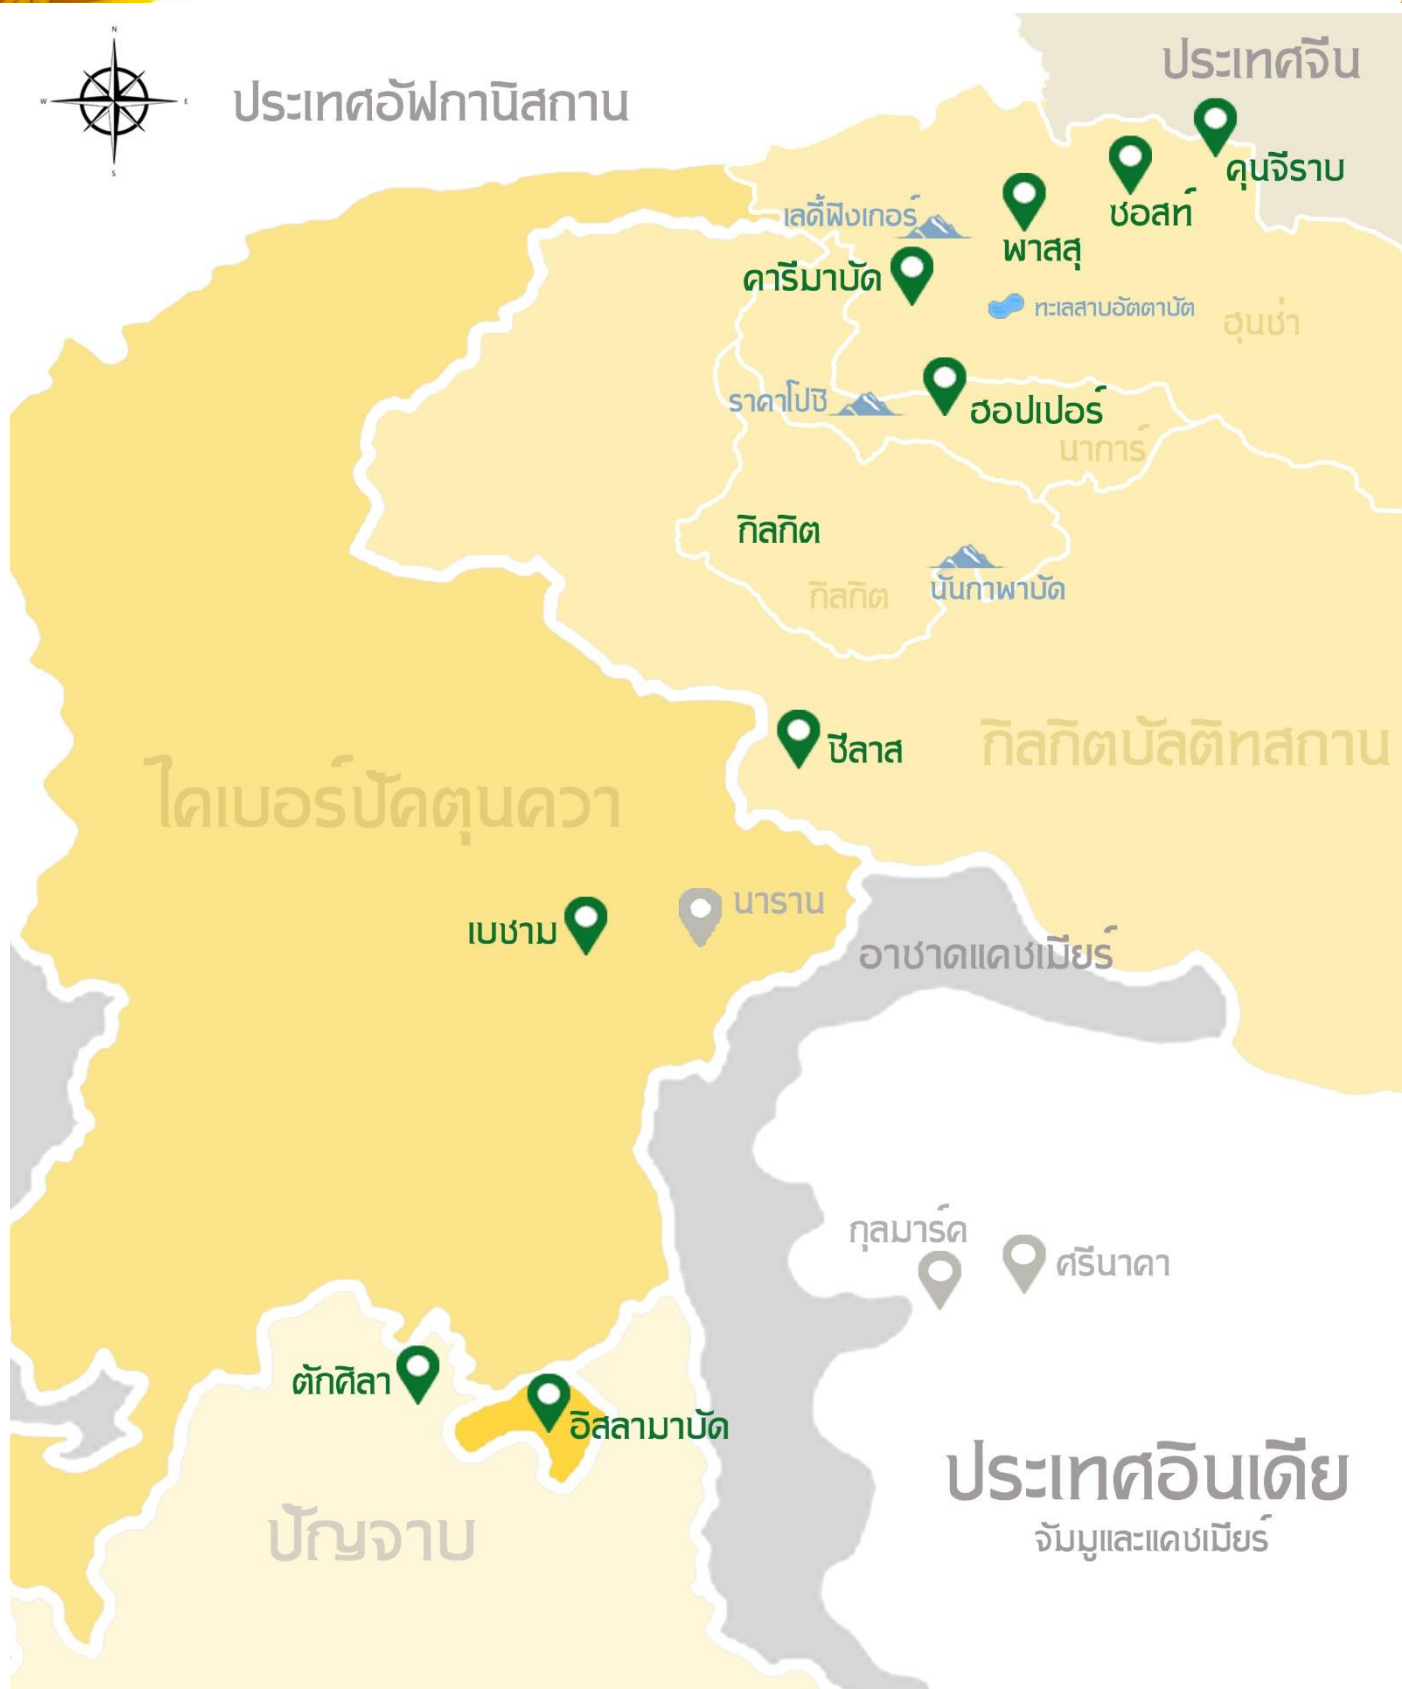 N
W
E
S
ประเทศอัฟกานิสถาน
ประเทศจีน
คุนจีราบ
ซอสท์
พาสสุ
เลดี้ฟิงเกอร์
คารีมาบัด
ทะเลสาบอัตตาบัต
ฮุนซ่า
ราคาโปชิ
ฮอปเปอร์
นาการ์
กิลกิต
นันกาพาบัด
กิลกิต
ชีลาส
กิลกิตบัลติทสถาน
ไคเบอร์ปัคตุนควา
นาราน
เบชาม
อาซาดแคชเมียร์
กุลมาร์ค
ศรีนาคา
ตักศิลา
อิสลามาบัด
ประเทศอินเดีย
จัมมูและแคชเมียร์
ปัญจาบ